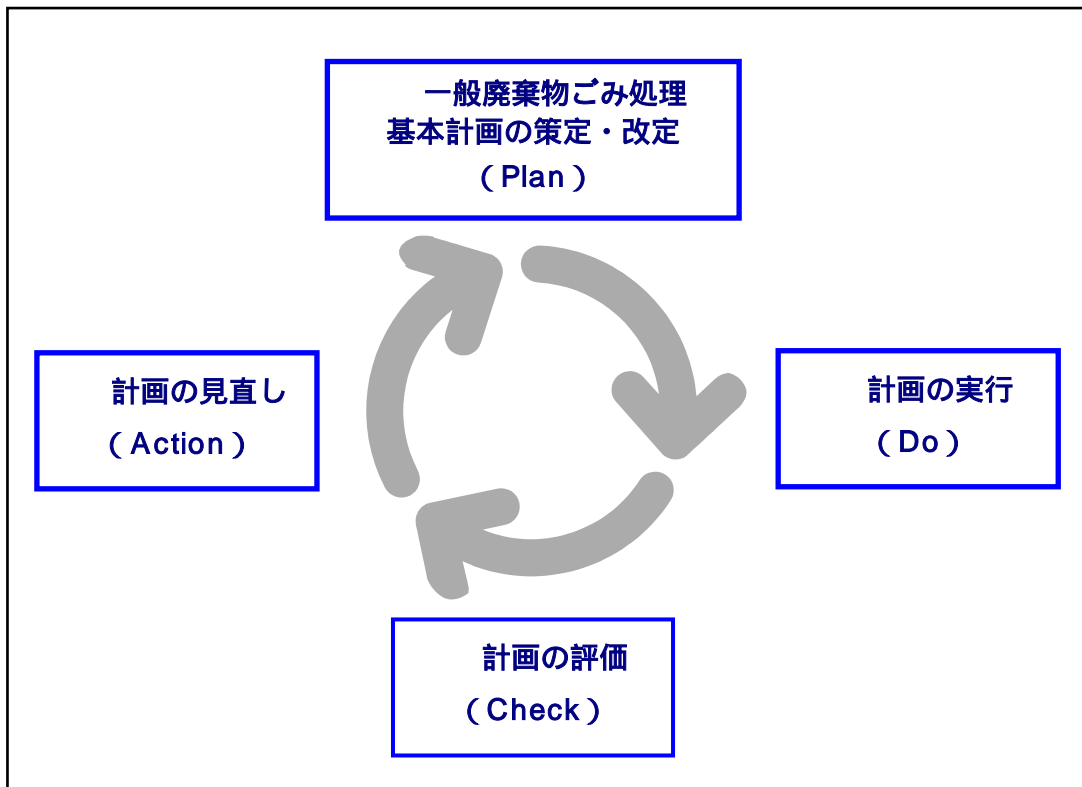 一般廃棄物ごみ処理
基本計画の策定・改定
（Plan）
計画の見直し
（Action）
計画の実行
（Do）
計画の評価
（Check）